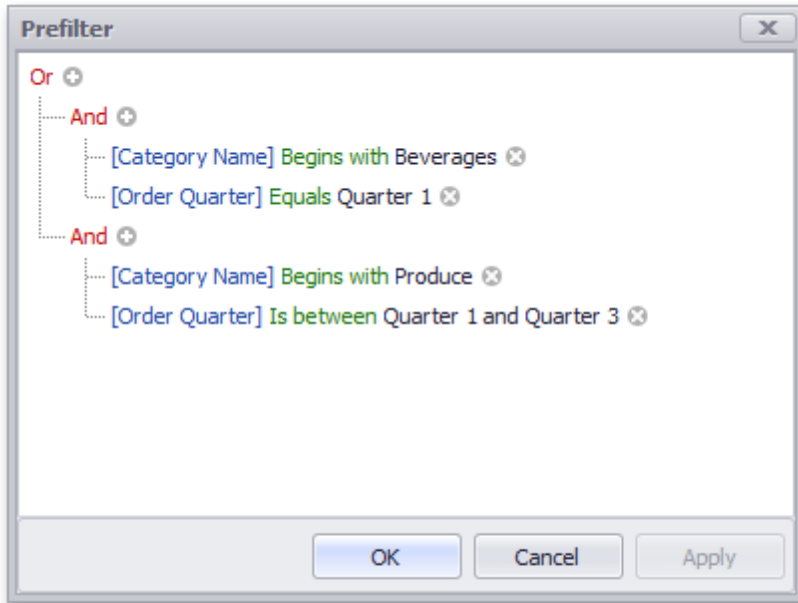 Prefilter
Or
And
[Category Name] Begins with Beverages
[Order Quarter] Equals Quarter 1
And
[Category Name] Begins with Produce
[Order Quarter] Is between Quarter 1 and Quarter 3
OK Cancel Apply